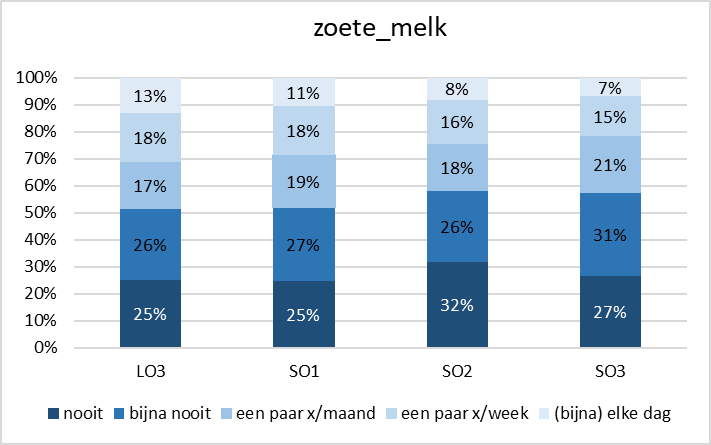 zoete_melk
100%
90%
80%
70%
60%
50%
40%
30%
20%
10%
0%
13% 11% 8% 7%
18% 18% 16% 15%
17% 19% 18% 21%
26% 27% 26% 31%
25% 25% 32% 27%
LO3 SO1 SO2 SO3
nooit bijna nooit een paar x/maand een paar x/week (bijna) elke dag